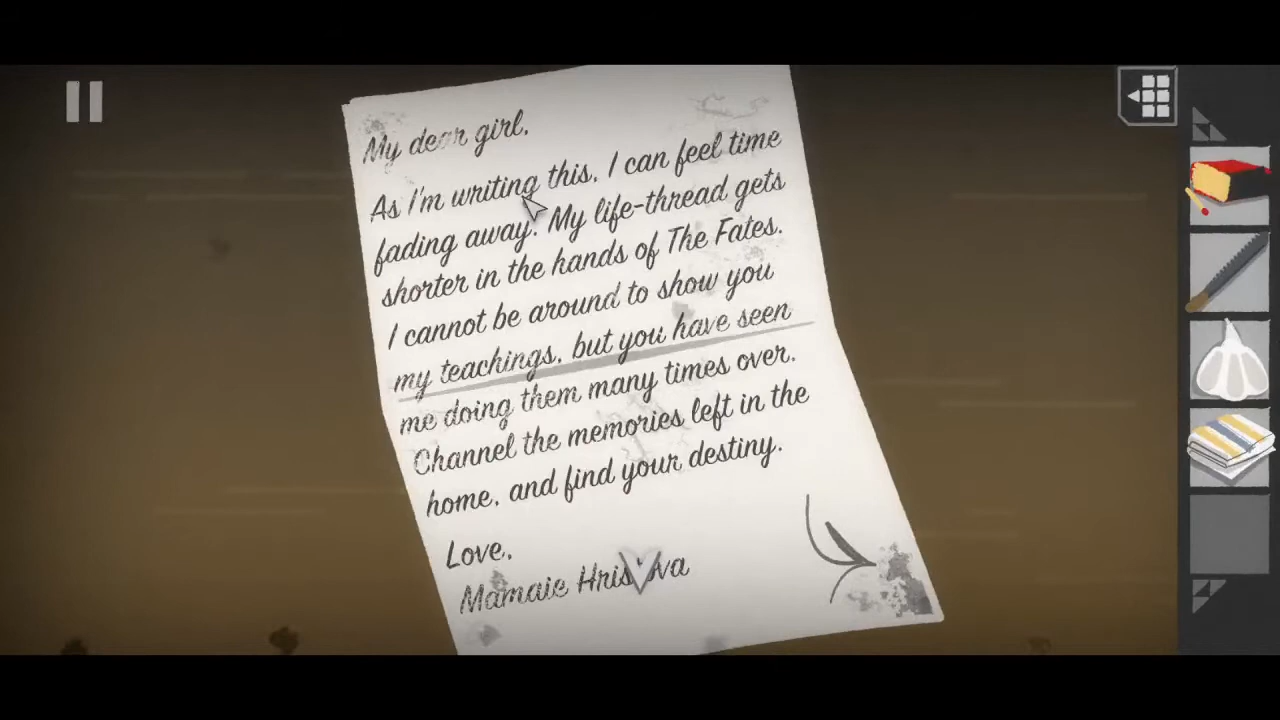 My dear girl,
As I'm writing this, I can feel time
fading away. My life-thread gets
shorter in the hands of The Fates.
I cannot be around to show you
my teachings, but you have seen
me doing them many times over.
Channel the memories left in the
home, and find your destiny.
Love,
Mamaie